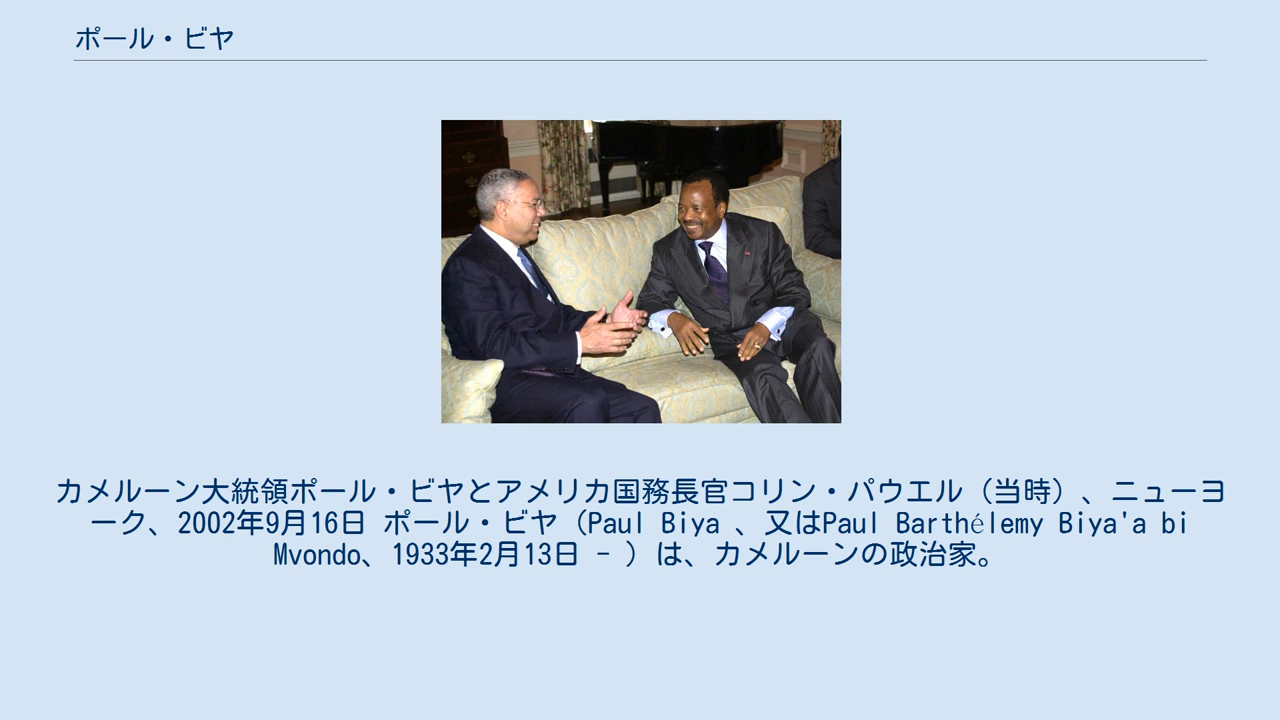 ポール・ビヤ
カメルーン大統領ポール・ビヤとアメリカ国務長官コリン・パウエル（当時）、ニューヨ
ーク、2002年9月16日 ポール・ビヤ（Paul Biya 、又はPaul Barthélemy Biya'a bi
Mvondo、1933年2月13日 - ）は、カメルーンの政治家。